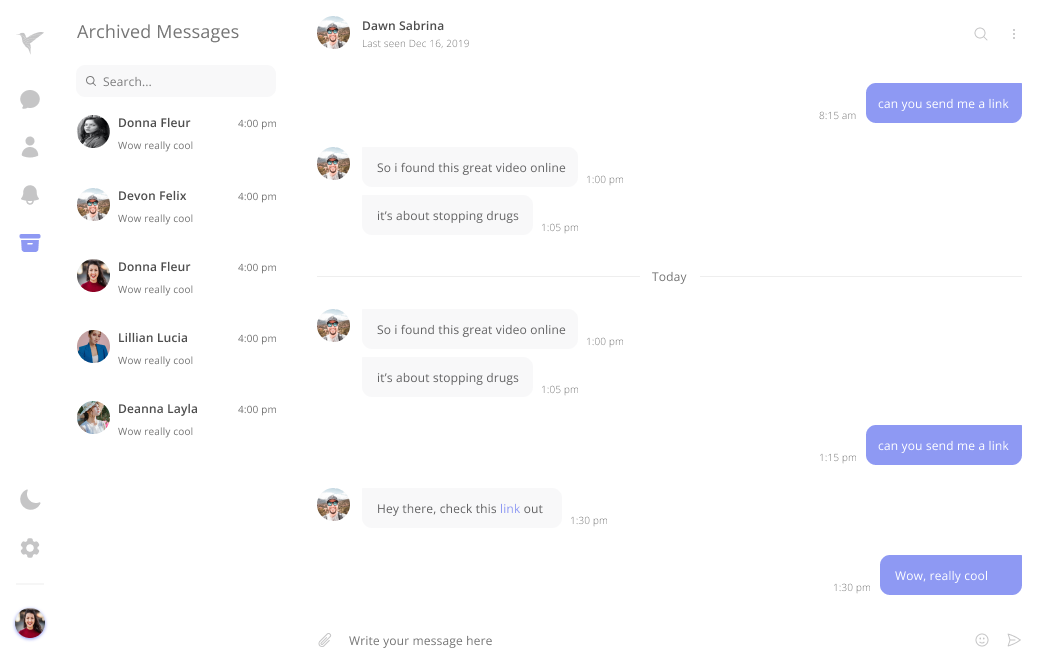 Archived Messages
Search...
Donna Fleur
4:00 pm
Wow really cool
Devon Felix
4:00 pm
Wow really cool
Donna Fleur
4:00 pm
Wow really cool
Lillian Lucia
4:00 pm
Wow really cool
Deanna Layla
4:00 pm
Wow really cool
Dawn Sabrina
Last seen Dec 16, 2019
can you send me a link
8:15 am
So i found this great video online
1:00 pm
it's about stopping drugs
1:05 pm
Today
So i found this great video online
1:00 pm
it's about stopping drugs
1:05 pm
can you send me a link
1:15 pm
Hey there, check this link out
1:30 pm
Wow, really cool
1:30 pm
Write your message here